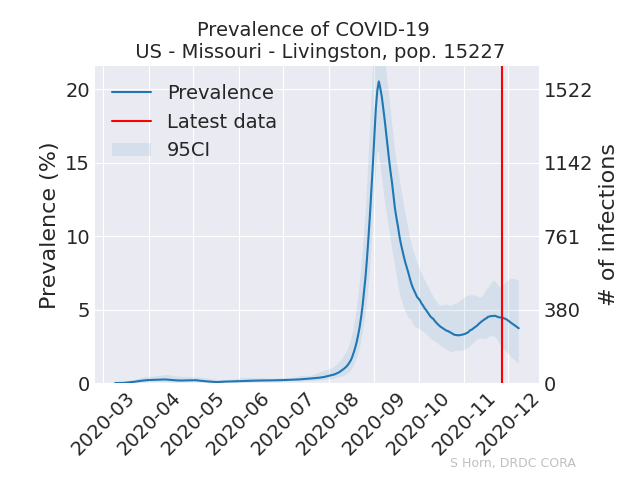 Prevalence of COVID-19
US - Missouri - Livingston, pop. 15227
Prevalence
Latest data
95CI
Prevalence (%)
20
15
10
5
0
1522
1142
761
380
0
# of infections
2020-03
2020-04
2020-05
2020-06
2020-07
2020-08
2020-09
2020-10
2020-11
2020-12
S Horn, DRDC CORA